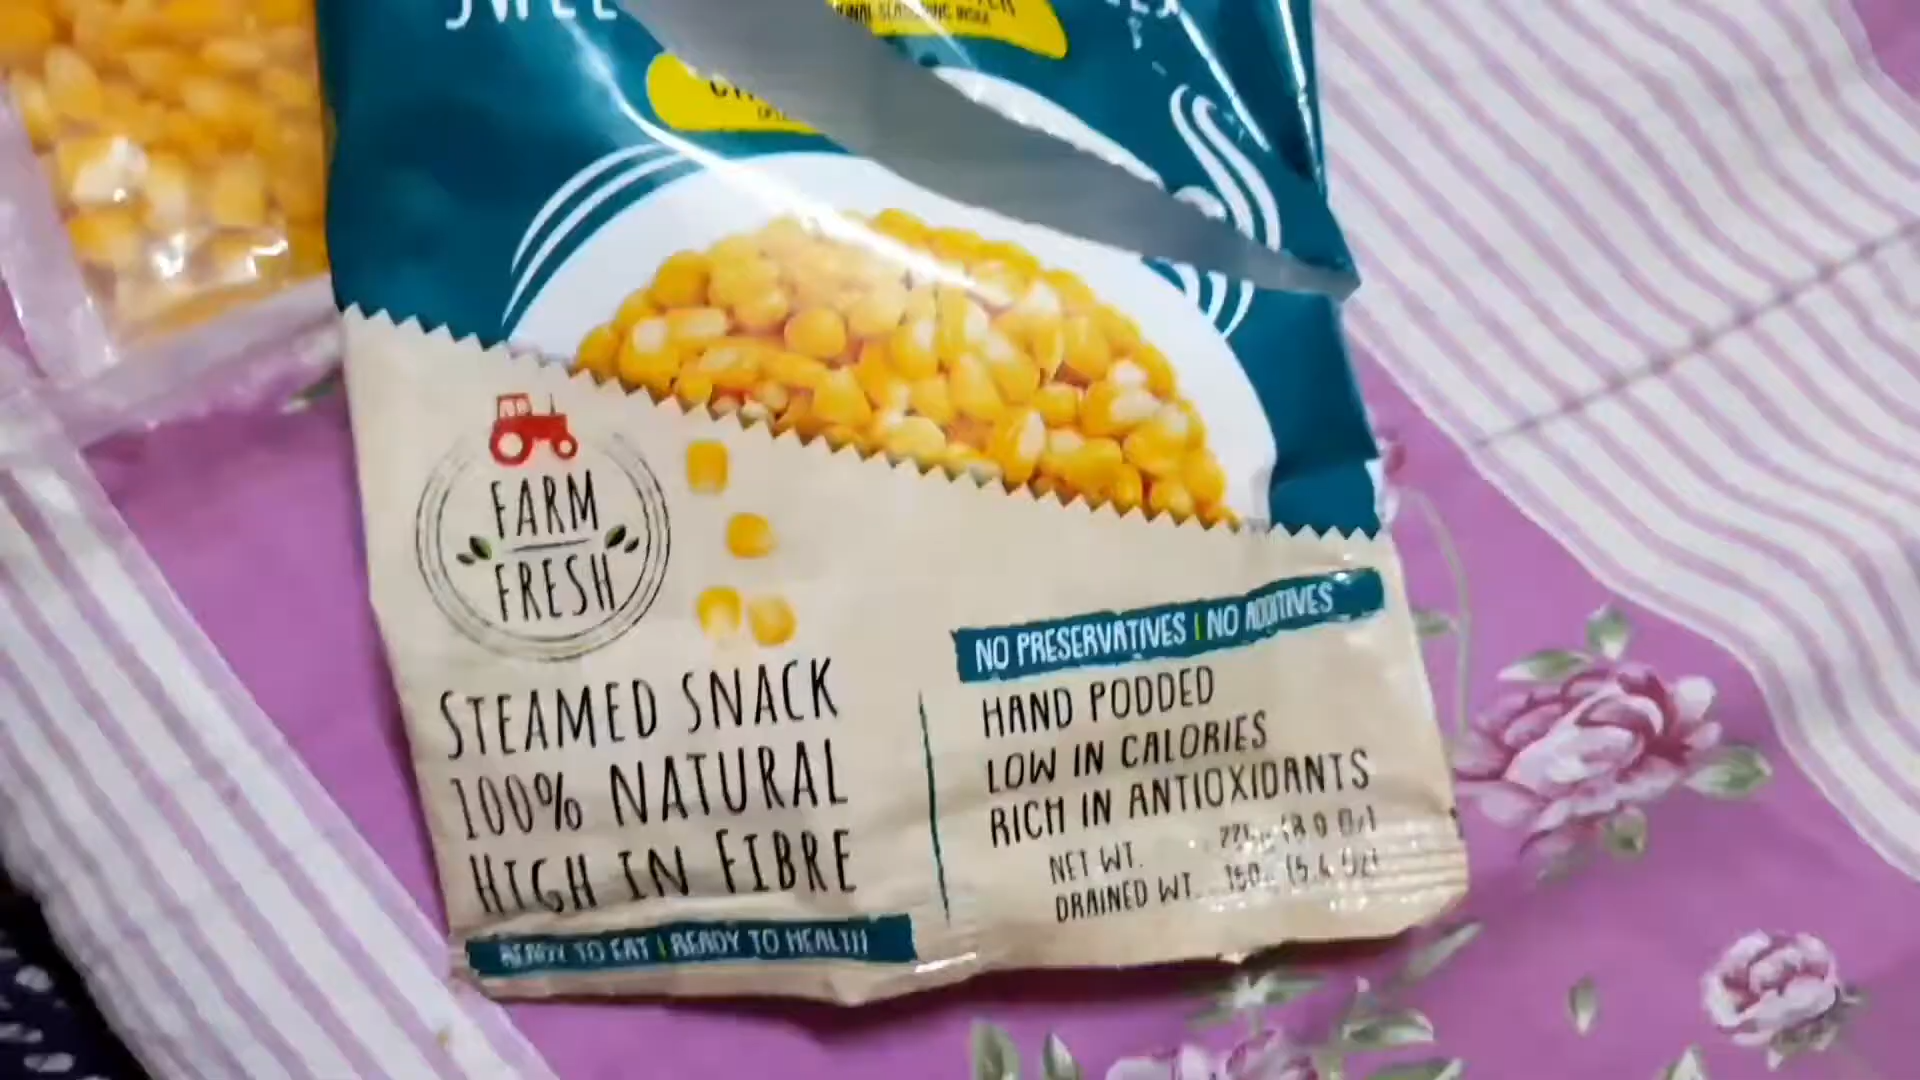 SWEE
FARM
FRESH
NO PRESERVATIVES | NO ADDITIVES
STEAMED SNACK
100% NATURAL
HIGH IN FIBRE
HAND PODDED
LOW IN CALORIES
RICH IN ANTIOXIDANTS
NET WT.
DRAINED WT.
READY TO EAT | READY TO HEALTH